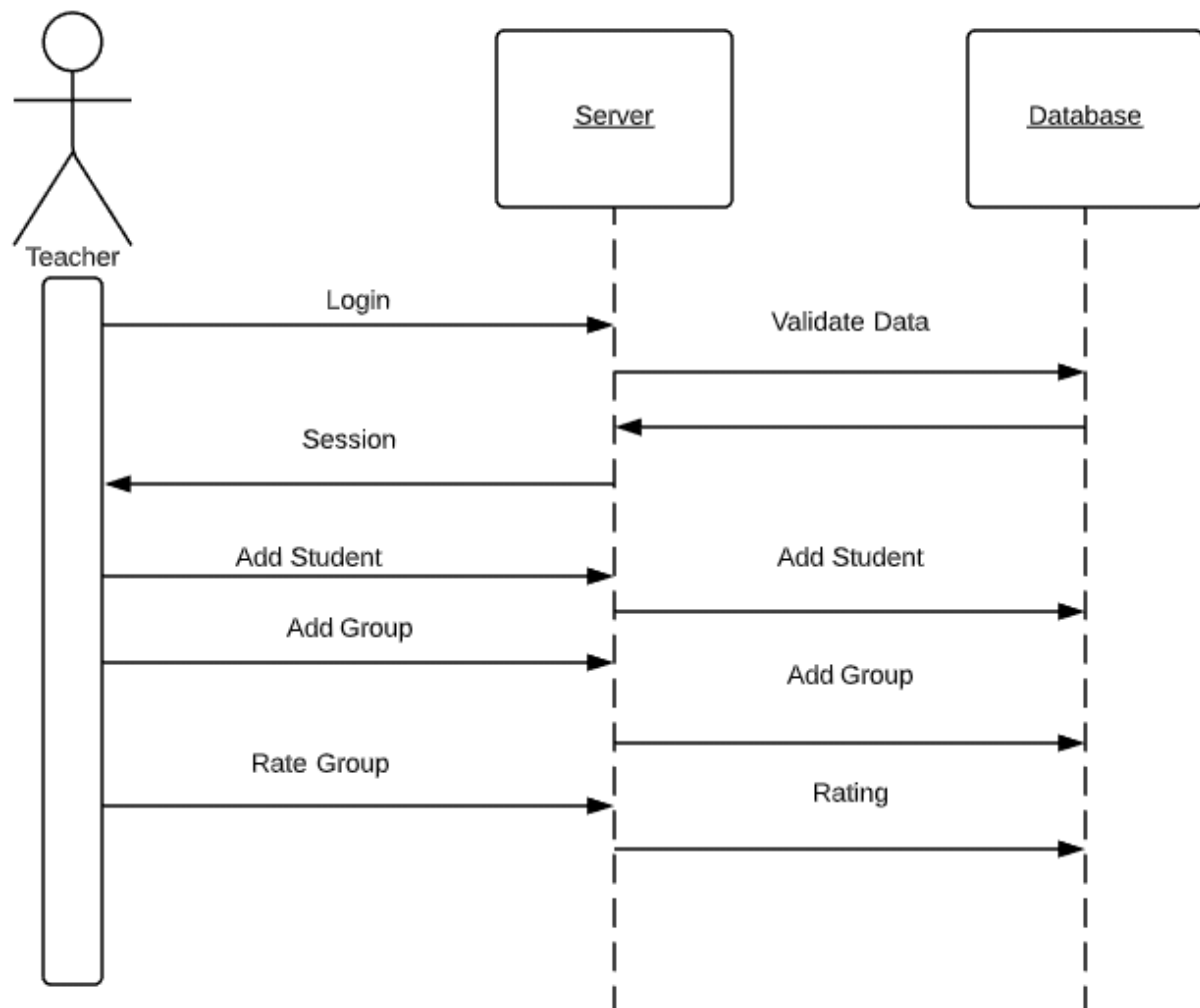 Server
Database
Teacher
Login
Validate Data
Session
Add Student
Add Student
Add Group
Add Group
Rate Group
Rating